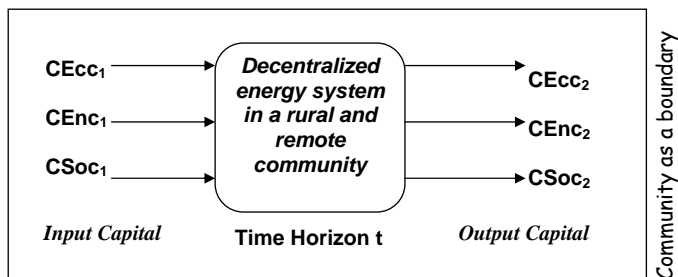 CEcc₁
CEnc₁
CSoc₁
Input Capital
Decentralized
energy system
in a rural and
remote
community
Time Horizon t
CEcc₂
CEnc₂
CSoc₂
Output Capital
Community as a boundary